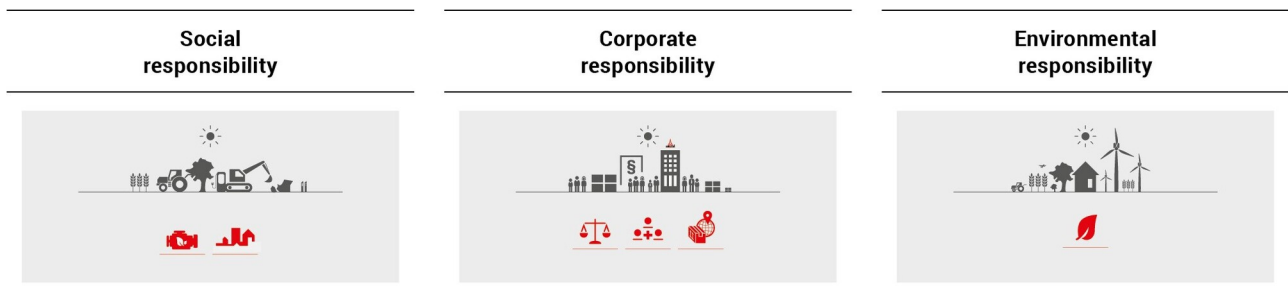 Social
responsibility
Corporate
responsibility
Environmental
responsibility
§